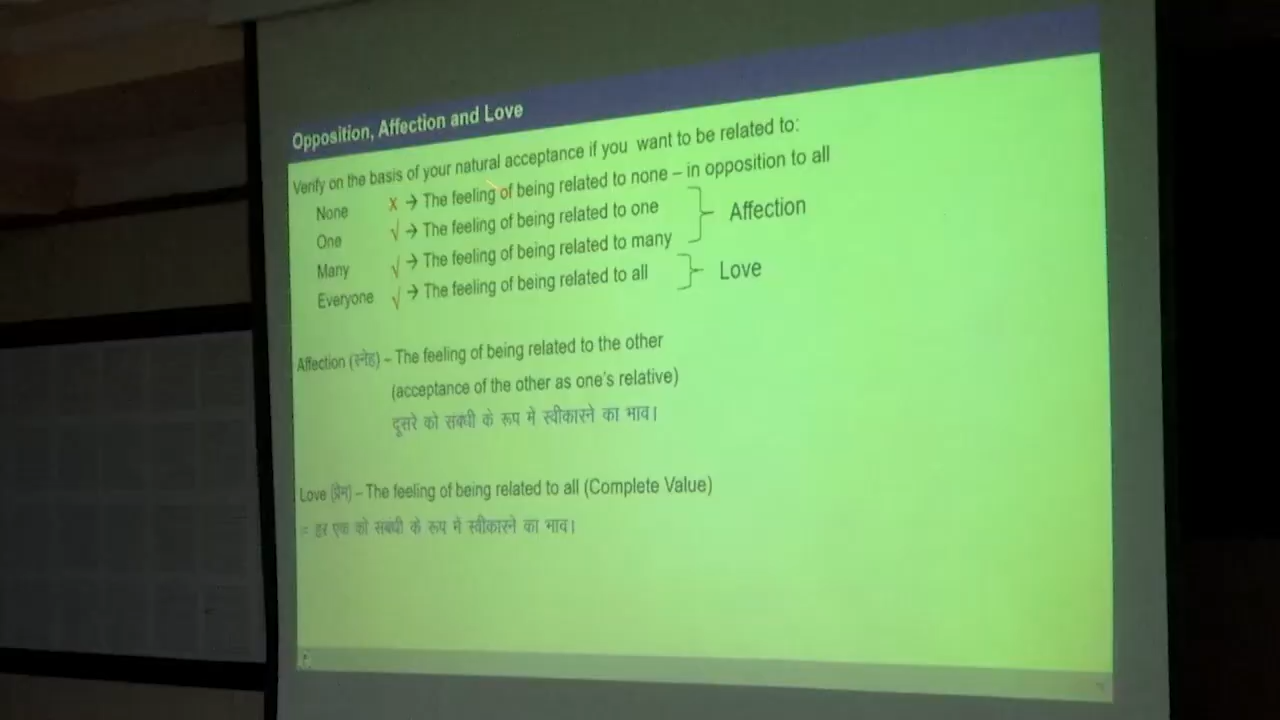 Opposition, Affection and Love
Verify on the basis of your natural acceptance if you want to be related to:
None x → The feeling of being related to none – in opposition to all
One √ → The feeling of being related to one
Affection
Many √ → The feeling of being related to many
Everyone √ → The feeling of being related to all
Love
Affection (स्नेह) – The feeling of being related to the other
(acceptance of the other as one's relative)
दूसरे को संबंधी के रूप में स्वीकारने का भाव।
Love (प्रेम) – The feeling of being related to all (Complete Value)
= हर एक को संबंधी के रूप में स्वीकारने का भाव।